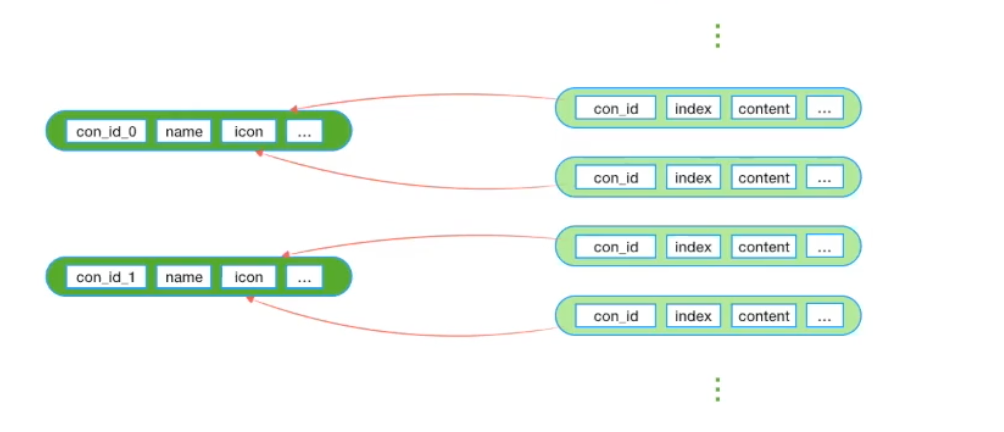 con_id_0 name icon ...
con_id_1 name icon ...
con_id index content ...
con_id index content ...
con_id index content ...
con_id index content ...